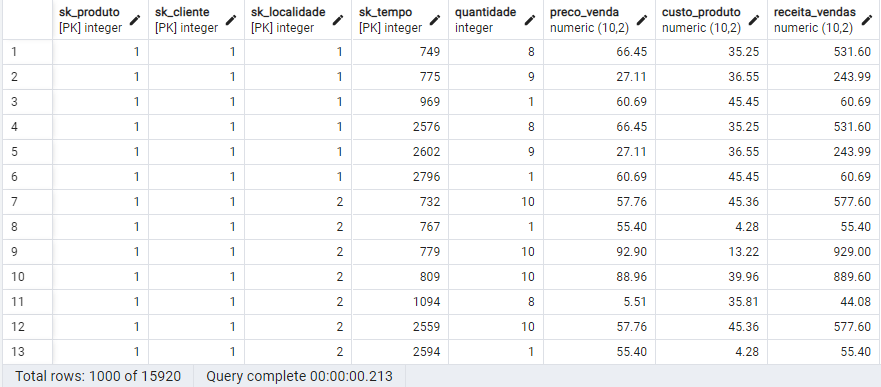 sk_produto sk_cliente sk_localidade sk_tempo quantidade preco_venda custo_produto receita_vendas
[PK] integer [PK] integer [PK] integer [PK] integer integer numeric (10,2) numeric (10,2) numeric (10,2)
1 1 1 1 749 8 66.45 35.25 531.60
2 1 1 1 775 9 27.11 36.55 243.99
3 1 1 1 969 1 60.69 45.45 60.69
4 1 1 1 2576 8 66.45 35.25 531.60
5 1 1 1 2602 9 27.11 36.55 243.99
6 1 1 1 2796 1 60.69 45.45 60.69
7 1 1 2 732 10 57.76 45.36 577.60
8 1 1 2 767 1 55.40 4.28 55.40
9 1 1 2 779 10 92.90 13.22 929.00
10 1 1 2 809 10 88.96 39.96 889.60
11 1 1 2 1094 8 5.51 35.81 44.08
12 1 1 2 2559 10 57.76 45.36 577.60
13 1 1 2 2594 1 55.40 4.28 55.40
Total rows: 1000 of 15920 Query complete 00:00:00.213